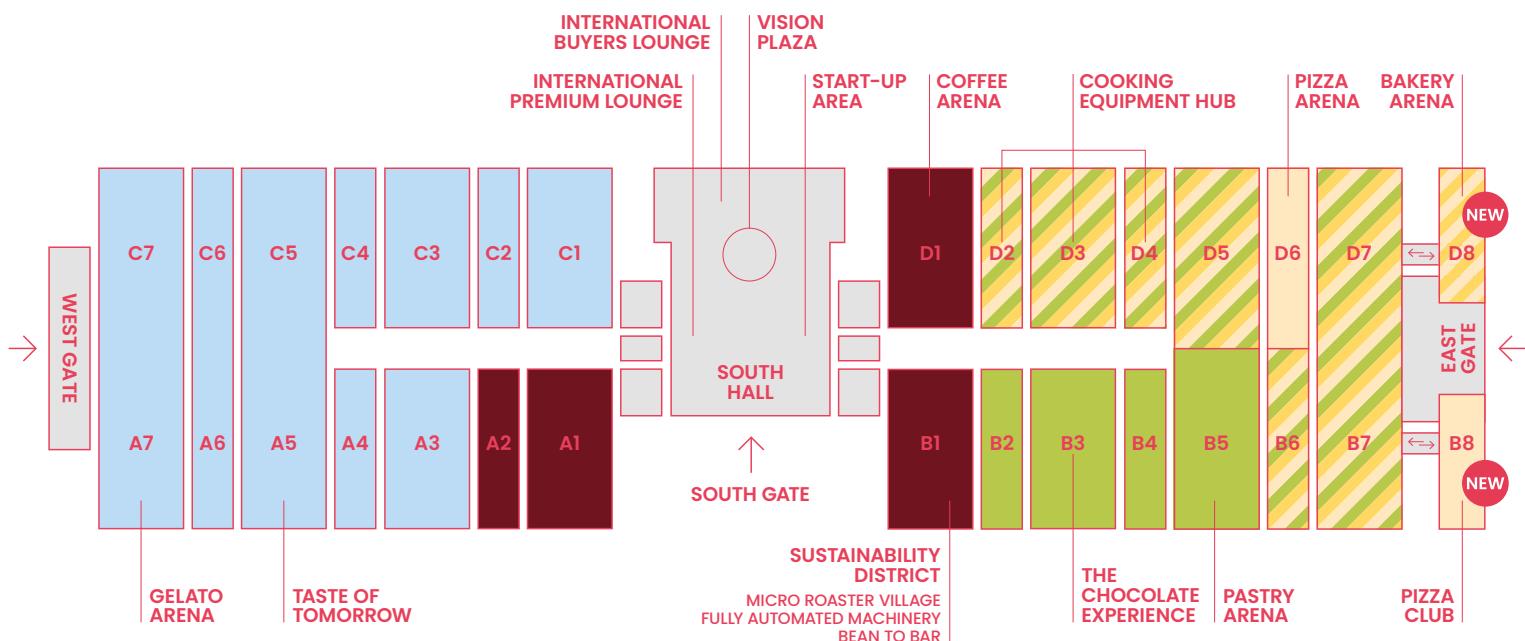 INTERNATIONAL
BUYERS LOUNGE
VISION
PLAZA
INTERNATIONAL
PREMIUM LOUNGE
START-UP
AREA
COFFEE
ARENA
COOKING
EQUIPMENT HUB
PIZZA
ARENA
BAKERY
ARENA
NEW
C7
C6
C5
C4
C3
C2
C1
D1
D2
D3
D4
D5
D6
D7
D8
WEST GATE
EAST
GATE
SOUTH
HALL
A7
A6
A5
A4
A3
A2
A1
B1
B2
B3
B4
B5
B6
B7
B8
NEW
SOUTH GATE
GELATO
ARENA
TASTE OF
TOMORROW
SUSTAINABILITY
DISTRICT
MICRO ROASTER VILLAGE
FULLY AUTOMATED MACHINERY
BEAN TO BAR
THE
CHOCOLATE
EXPERIENCE
PASTRY
ARENA
PIZZA
CLUB